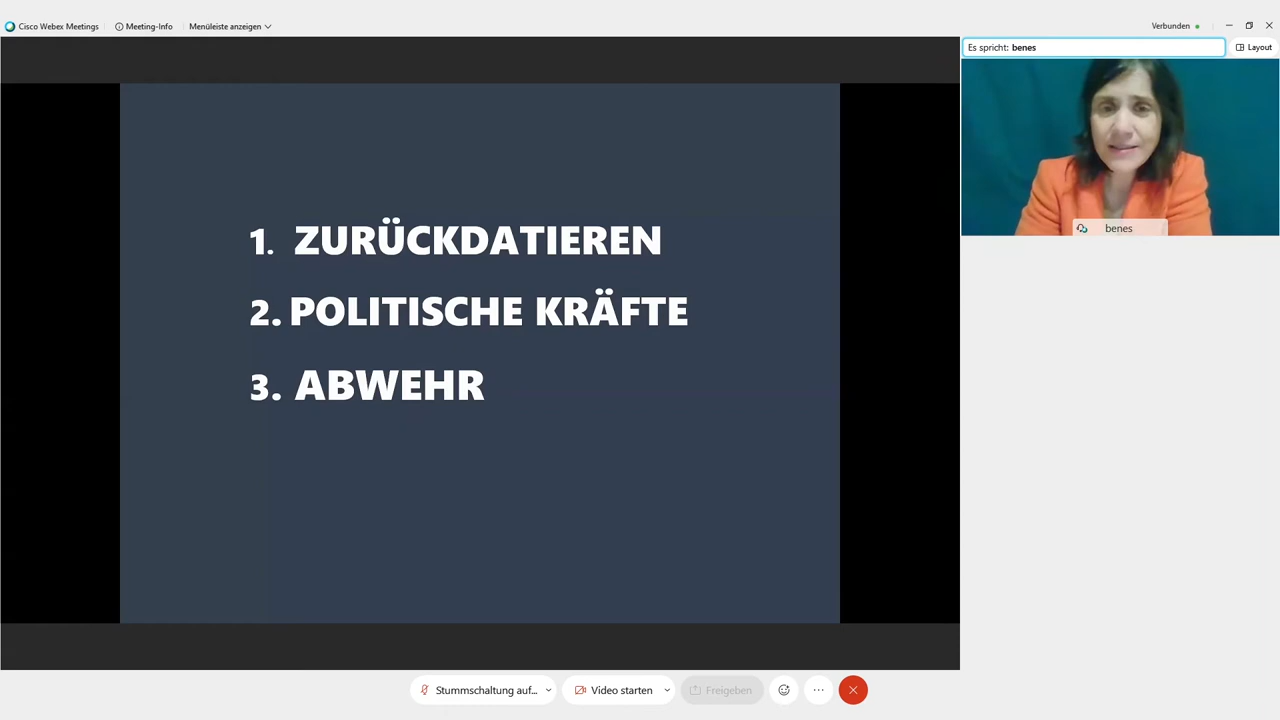 Cisco Webex Meetings
Meeting-Info
Menüleiste anzeigen
Verbunden
Es spricht: benes
Layout
benes
1. ZURÜCKDATIEREN
2. POLITISCHE KRÄFTE
3. ABWEHR
Stummschaltung auf...
Video starten
Freigeben